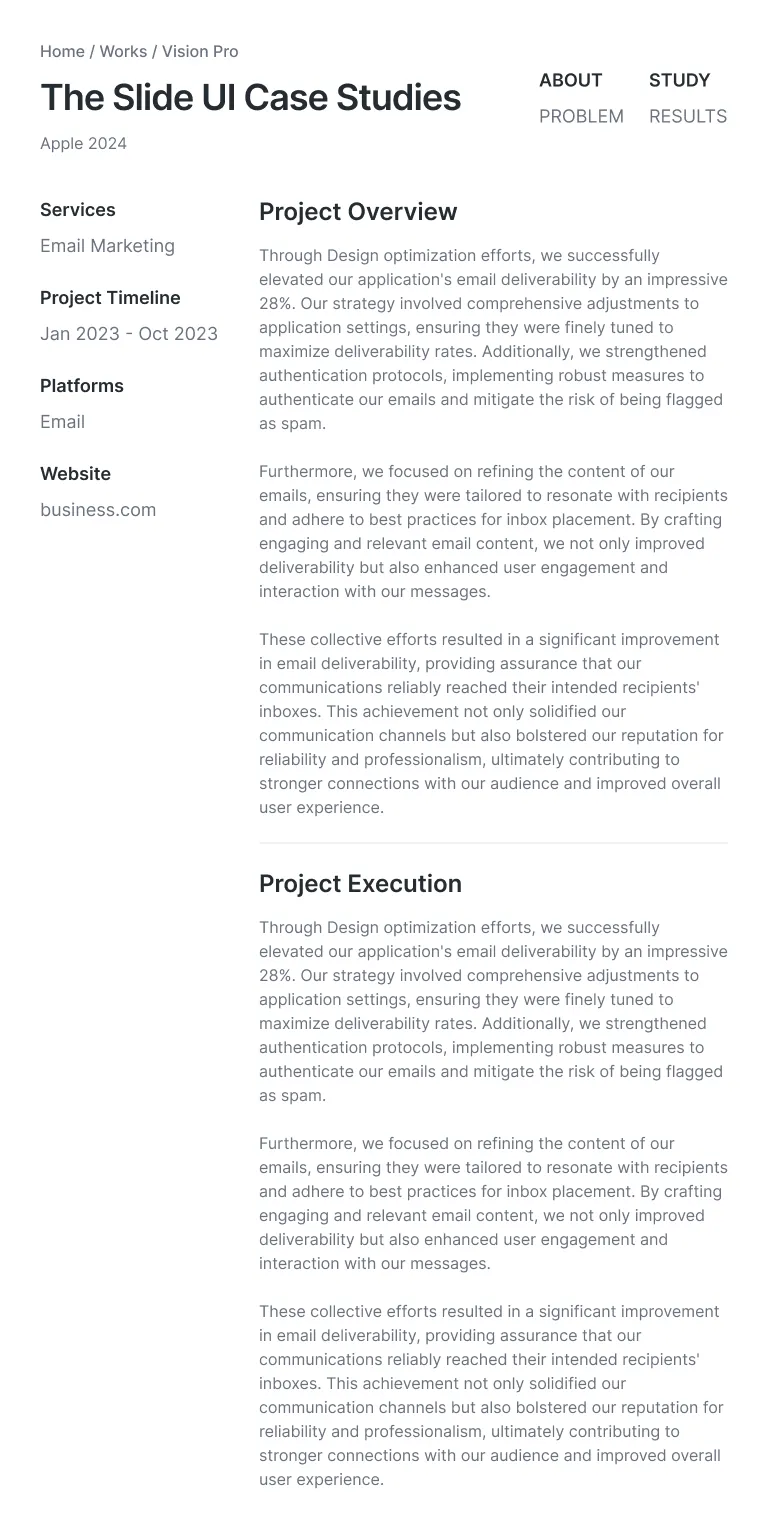 Home / Works / Vision Pro
The Slide UI Case Studies
Apple 2024
ABOUT
PROBLEM
STUDY
RESULTS
Services
Email Marketing
Project Timeline
Jan 2023 - Oct 2023
Platforms
Email
Website
business.com
Project Overview
Through Design optimization efforts, we successfully
elevated our application's email deliverability by an impressive
28%. Our strategy involved comprehensive adjustments to
application settings, ensuring they were finely tuned to
maximize deliverability rates. Additionally, we strengthened
authentication protocols, implementing robust measures to
authenticate our emails and mitigate the risk of being flagged
as spam.
Furthermore, we focused on refining the content of our
emails, ensuring they were tailored to resonate with recipients
and adhere to best practices for inbox placement. By crafting
engaging and relevant email content, we not only improved
deliverability but also enhanced user engagement and
interaction with our messages.
These collective efforts resulted in a significant improvement
in email deliverability, providing assurance that our
communications reliably reached their intended recipients'
inboxes. This achievement not only solidified our
communication channels but also bolstered our reputation for
reliability and professionalism, ultimately contributing to
stronger connections with our audience and improved overall
user experience.
Project Execution
Through Design optimization efforts, we successfully
elevated our application's email deliverability by an impressive
28%. Our strategy involved comprehensive adjustments to
application settings, ensuring they were finely tuned to
maximize deliverability rates. Additionally, we strengthened
authentication protocols, implementing robust measures to
authenticate our emails and mitigate the risk of being flagged
as spam.
Furthermore, we focused on refining the content of our
emails, ensuring they were tailored to resonate with recipients
and adhere to best practices for inbox placement. By crafting
engaging and relevant email content, we not only improved
deliverability but also enhanced user engagement and
interaction with our messages.
These collective efforts resulted in a significant improvement
in email deliverability, providing assurance that our
communications reliably reached their intended recipients'
inboxes. This achievement not only solidified our
communication channels but also bolstered our reputation for
reliability and professionalism, ultimately contributing to
stronger connections with our audience and improved overall
user experience.